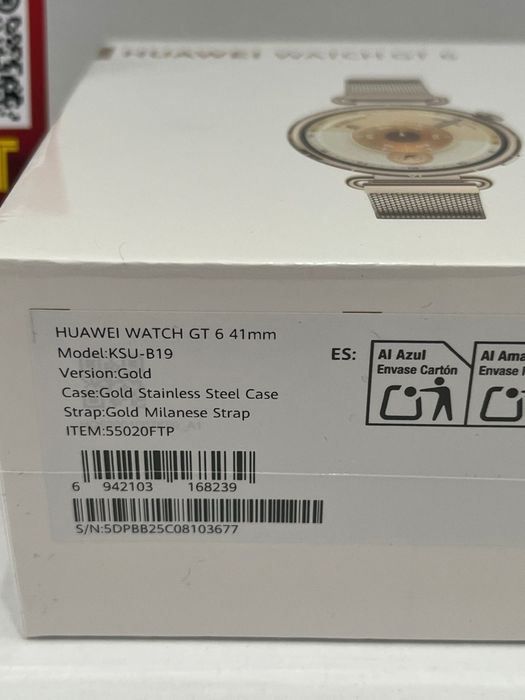 HUAWEI WATCH GT 6
HUAWEI WATCH GT 6 41mm
Model:KSU-B19
Version:Gold
Case:Gold Stainless Steel Case
Strap:Gold Milanese Strap
ITEM:55020FTP
6 942103 168239
S/N:5DPBB25C08103677
ES:
Al Azul
Envase Cartón
Al Ama
Envase